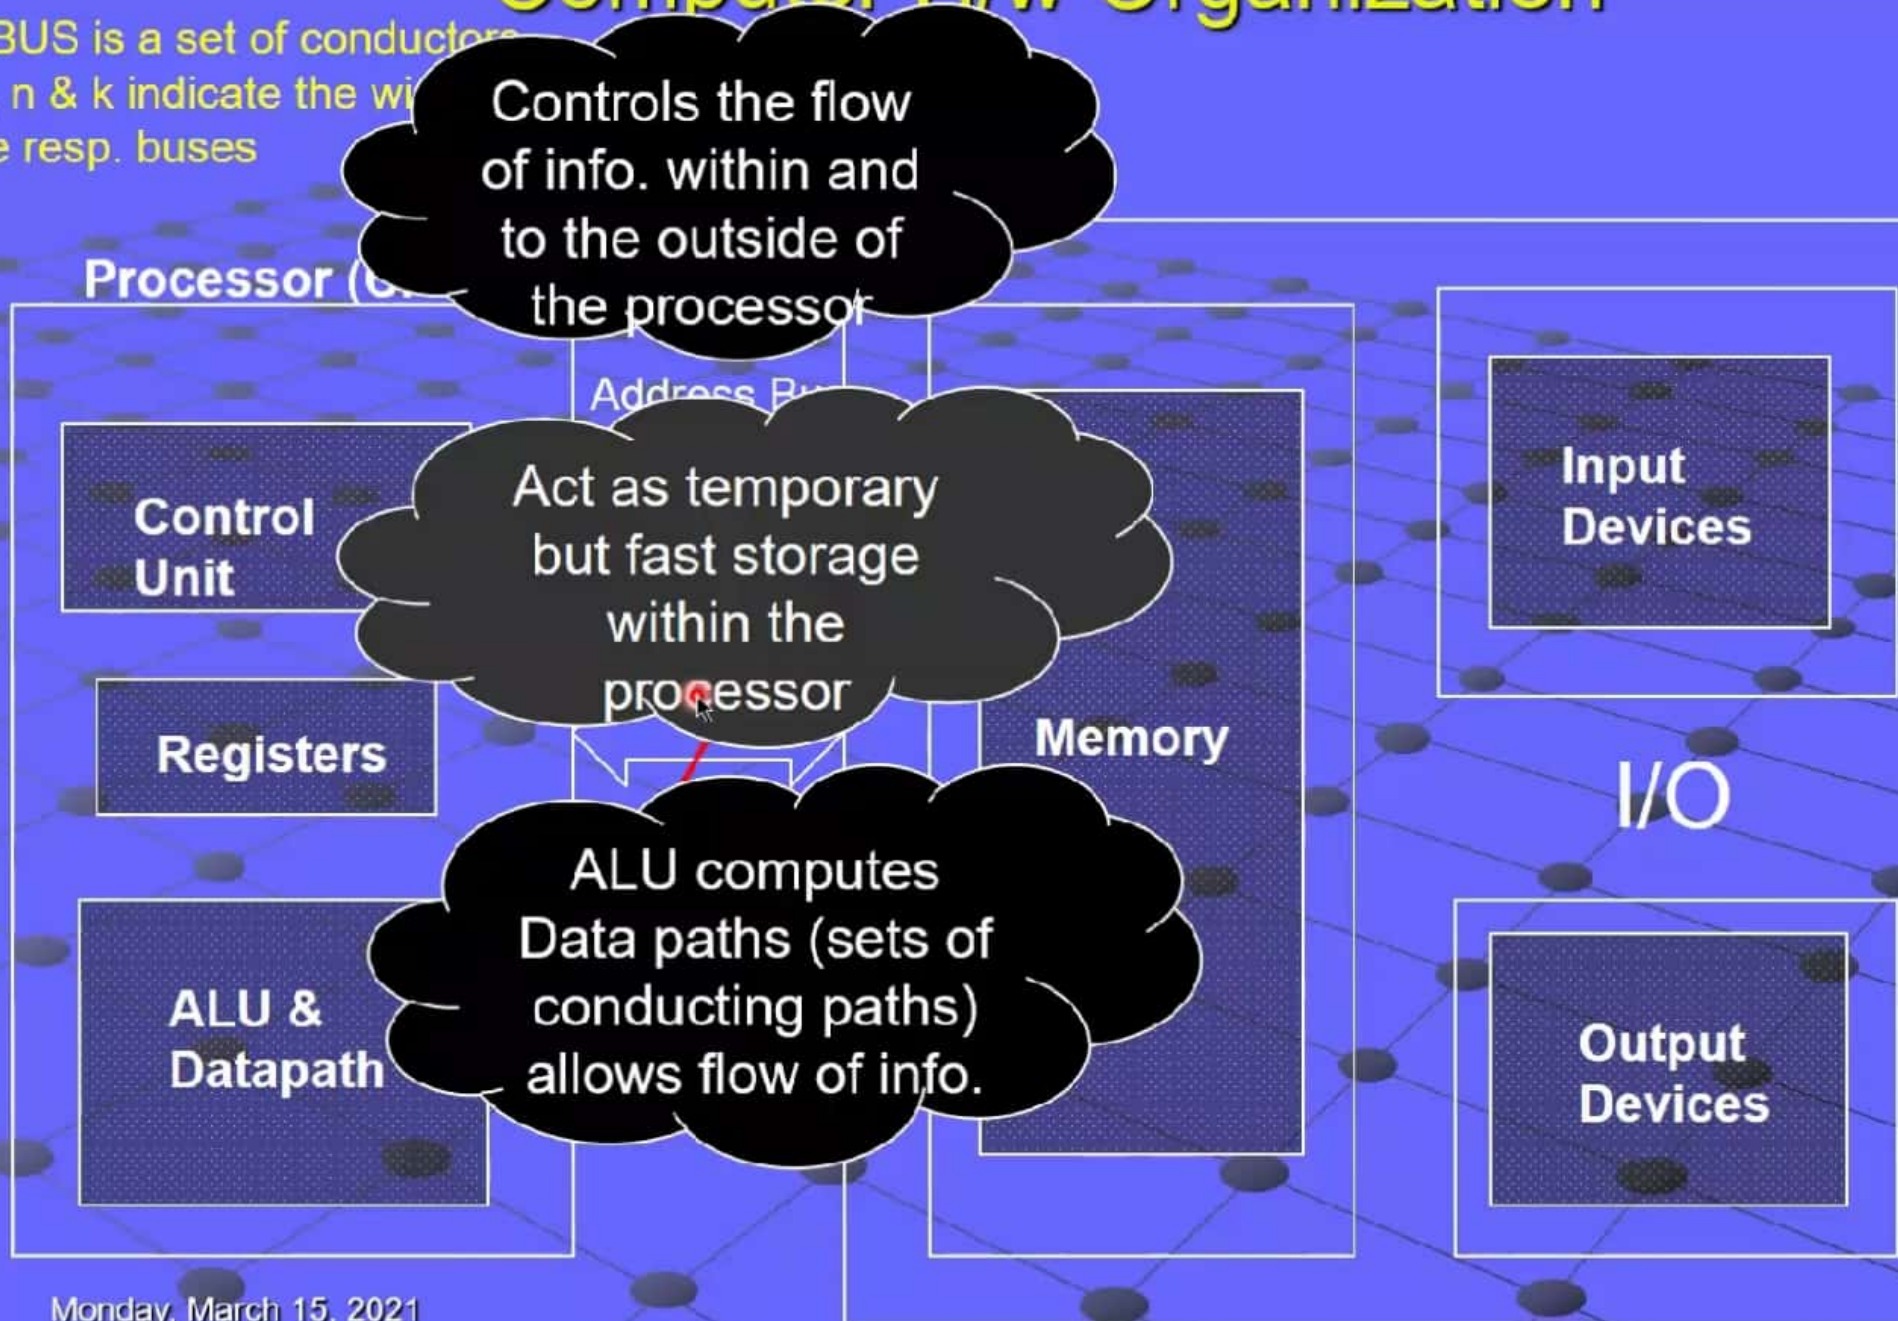 Computer H/w Organization
BUS is a set of conductors
n & k indicate the
resp. buses
Controls the flow
of info. within and
to the outside of
the processor
Processor
Address
Control
Unit
Act as temporary
but fast storage
within the
processor
Registers
ALU &
Datapath
ALU computes
Data paths (sets of
conducting paths)
allows flow of info.
Memory
Input
Devices
I/O
Output
Devices
Monday, March 15, 2021